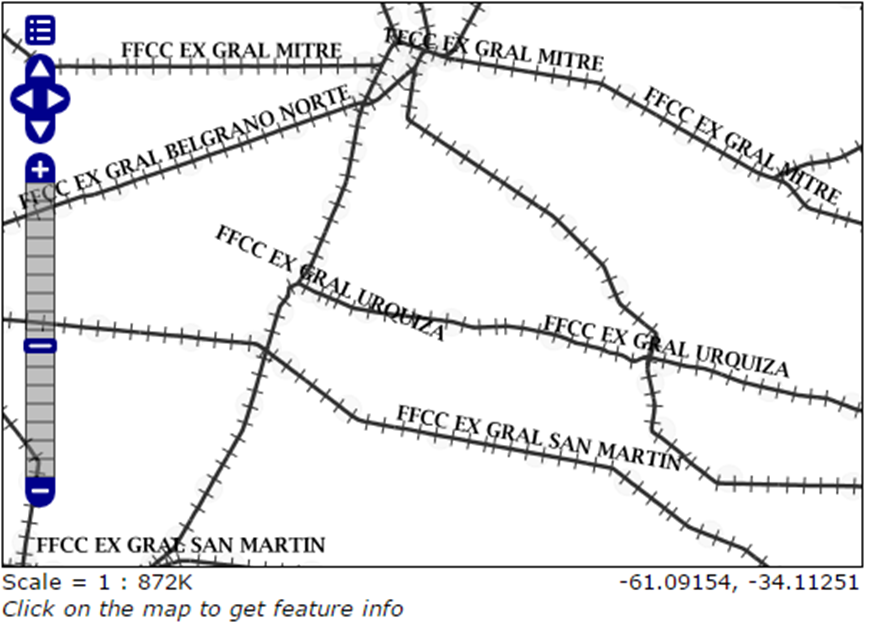 FFCC EX GRAL MITRE
FFCC EX GRAL MITRE
FFCC EX GRAL MITRE
FFCC EX GRAL BELGRANO NORTE
FFCC EX GRAL URQUIZA
FFCC EX GRAL URQUIZA
FFCC EX GRAL SAN MARTIN
FFCC EX GRAL SAN MARTIN
Scale = 1 : 872K
-61.09154, -34.11251
Click on the map to get feature info